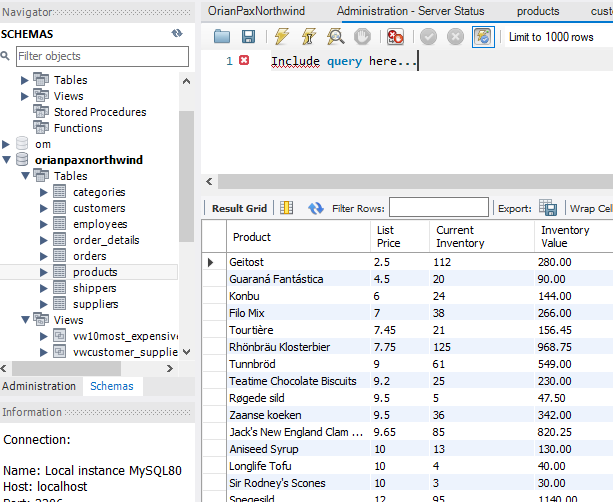 Navigator
SCHEMAS
Filter objects
Tables
Views
Stored Procedures
Functions
om
orianpaxnorthwind
Tables
categories
customers
employees
order_details
orders
products
shippers
suppliers
Views
vw10most_expensive
vwcustomer_supplie
Administration Schemas
Information
Connection:
Name: Local instance MySQL80
Host: localhost
OrianPaxNorthwind Administration - Server Status products custo
Limit to 1000 rows
1 Include query here...
Result Grid Filter Rows: Export: Wrap Cel
Product List Price Current Inventory Inventory Value
Geitost 2.5 112 280.00
Guaraná Fantástica 4.5 20 90.00
Konbu 6 24 144.00
Filo Mix 7 38 266.00
Tourtière 7.45 21 156.45
Rhönbräu Klosterbier 7.75 125 968.75
Tunnbröd 9 61 549.00
Teatime Chocolate Biscuits 9.2 25 230.00
Røgede sild 9.5 5 47.50
Zaanse koeken 9.5 36 342.00
Jack's New England Clam ... 9.65 85 820.25
Aniseed Syrup 10 13 130.00
Longlife Tofu 10 4 40.00
Sir Rodney's Scones 10 3 30.00
Spegesild 12 95 1140.00